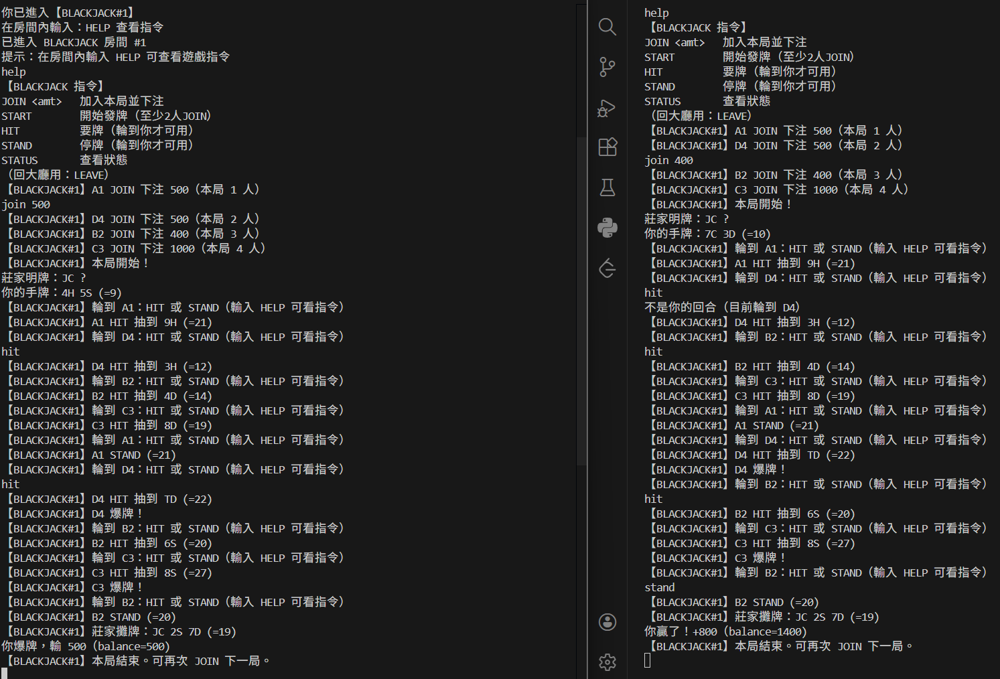 你已進入【BLACKJACK#1】
在房間內輸入：HELP 查看指令
已進入 BLACKJACK 房間 #1
提示：在房間內輸入 HELP 可查看遊戲指令
help
【BLACKJACK 指令】
JOIN <amt>   加入本局並下注
START        開始發牌（至少2人JOIN）
HIT          要牌（輪到你才可用）
STAND        停牌（輪到你才可用）
STATUS       查看狀態
（回大廳用：LEAVE）
【BLACKJACK#1】A1 JOIN 下注 500（本局 1 人）
join 500
【BLACKJACK#1】D4 JOIN 下注 500（本局 2 人）
【BLACKJACK#1】B2 JOIN 下注 400（本局 3 人）
【BLACKJACK#1】C3 JOIN 下注 1000（本局 4 人）
【BLACKJACK#1】本局開始！
莊家明牌：JC ?
你的手牌：4H 5S (=9)
【BLACKJACK#1】輪到 A1：HIT 或 STAND（輸入 HELP 可看指令）
【BLACKJACK#1】A1 HIT 抽到 9H (=21)
【BLACKJACK#1】輪到 D4：HIT 或 STAND（輸入 HELP 可看指令）
hit
【BLACKJACK#1】D4 HIT 抽到 3H (=12)
【BLACKJACK#1】輪到 B2：HIT 或 STAND（輸入 HELP 可看指令）
【BLACKJACK#1】B2 HIT 抽到 4D (=14)
【BLACKJACK#1】輪到 C3：HIT 或 STAND（輸入 HELP 可看指令）
【BLACKJACK#1】C3 HIT 抽到 8D (=19)
【BLACKJACK#1】輪到 A1：HIT 或 STAND（輸入 HELP 可看指令）
【BLACKJACK#1】A1 STAND (=21)
【BLACKJACK#1】輪到 D4：HIT 或 STAND（輸入 HELP 可看指令）
hit
【BLACKJACK#1】D4 HIT 抽到 TD (=22)
【BLACKJACK#1】D4 爆牌！
【BLACKJACK#1】輪到 B2：HIT 或 STAND（輸入 HELP 可看指令）
【BLACKJACK#1】B2 HIT 抽到 6S (=20)
【BLACKJACK#1】輪到 C3：HIT 或 STAND（輸入 HELP 可看指令）
【BLACKJACK#1】C3 HIT 抽到 8S (=27)
【BLACKJACK#1】C3 爆牌！
【BLACKJACK#1】輪到 B2：HIT 或 STAND（輸入 HELP 可看指令）
【BLACKJACK#1】B2 STAND (=20)
【BLACKJACK#1】莊家攤牌：JC 2S 7D (=19)
你爆牌，輸 500（balance=500）
【BLACKJACK#1】本局結束。可再次 JOIN 下一局。
help
【BLACKJACK 指令】
JOIN <amt>   加入本局並下注
START        開始發牌（至少2人JOIN）
HIT          要牌（輪到你才可用）
STAND        停牌（輪到你才可用）
STATUS       查看狀態
（回大廳用：LEAVE）
【BLACKJACK#1】A1 JOIN 下注 500（本局 1 人）
【BLACKJACK#1】D4 JOIN 下注 500（本局 2 人）
join 400
【BLACKJACK#1】B2 JOIN 下注 400（本局 3 人）
【BLACKJACK#1】C3 JOIN 下注 1000（本局 4 人）
【BLACKJACK#1】本局開始！
莊家明牌：JC ?
你的手牌：7C 3D (=10)
【BLACKJACK#1】輪到 A1：HIT 或 STAND（輸入 HELP 可看指令）
【BLACKJACK#1】A1 HIT 抽到 9H (=21)
【BLACKJACK#1】輪到 D4：HIT 或 STAND（輸入 HELP 可看指令）
hit
不是你的回合（目前輪到 D4）
【BLACKJACK#1】D4 HIT 抽到 3H (=12)
【BLACKJACK#1】輪到 B2：HIT 或 STAND（輸入 HELP 可看指令）
hit
【BLACKJACK#1】B2 HIT 抽到 4D (=14)
【BLACKJACK#1】輪到 C3：HIT 或 STAND（輸入 HELP 可看指令）
【BLACKJACK#1】C3 HIT 抽到 8D (=19)
【BLACKJACK#1】輪到 A1：HIT 或 STAND（輸入 HELP 可看指令）
【BLACKJACK#1】A1 STAND (=21)
【BLACKJACK#1】輪到 D4：HIT 或 STAND（輸入 HELP 可看指令）
【BLACKJACK#1】D4 HIT 抽到 TD (=22)
【BLACKJACK#1】D4 爆牌！
【BLACKJACK#1】輪到 B2：HIT 或 STAND（輸入 HELP 可看指令）
hit
【BLACKJACK#1】B2 HIT 抽到 6S (=20)
【BLACKJACK#1】輪到 C3：HIT 或 STAND（輸入 HELP 可看指令）
【BLACKJACK#1】C3 HIT 抽到 8S (=27)
【BLACKJACK#1】C3 爆牌！
【BLACKJACK#1】輪到 B2：HIT 或 STAND（輸入 HELP 可看指令）
stand
【BLACKJACK#1】B2 STAND (=20)
【BLACKJACK#1】莊家攤牌：JC 2S 7D (=19)
你贏了！+800（balance=1400）
【BLACKJACK#1】本局結束。可再次 JOIN 下一局。